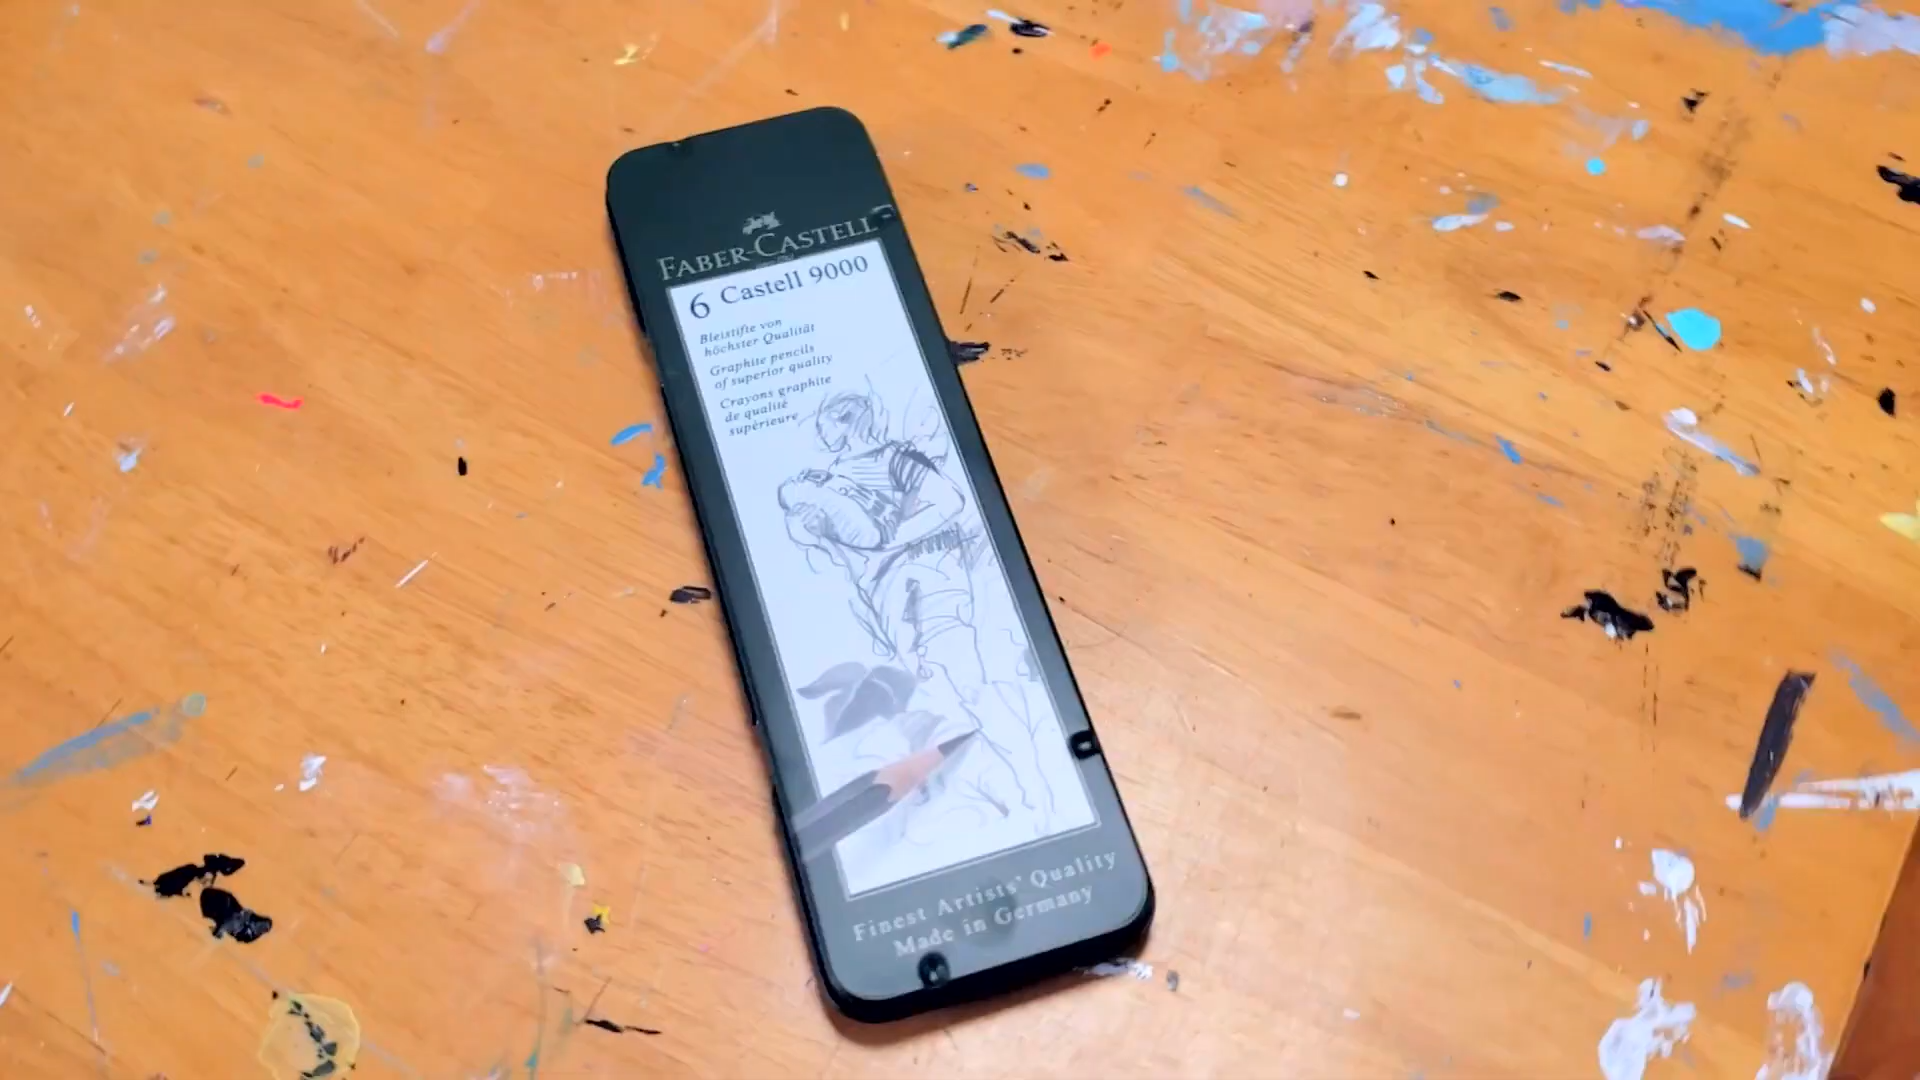 FABER-CASTELL
6 Castell 9000
Bleistifte von
höchster Qualität
Graphite pencils
of superior quality
Crayons graphite
de qualité
supérieure
Finest Artists' Quality
Made in Germany